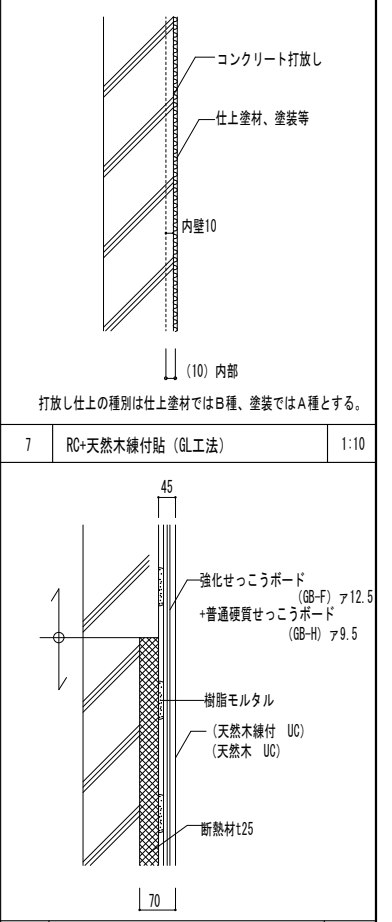 コンクリート打放し
仕上塗材、塗装等
内壁10
(10) 内部
打放し仕上の種別は仕上塗材ではB種、塗装ではA種とする。
7 RC+天然木練付貼 (GL工法) 1:10
45
強化せっこうボード
(GB-F) ァ12.5
+普通硬質せっこうボード
(GB-H) ァ9.5
樹脂モルタル
(天然木練付 UC)
(天然木 UC)
断熱材t25
70